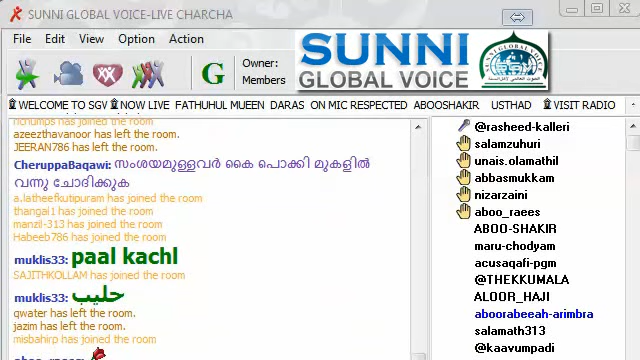 SUNNI GLOBAL VOICE-LIVE CHARCHA
File Edit View Option Action
G
Owner:
Members
SUNNI
GLOBAL VOICE
WELCOME TO SGV NOW LIVE FATHUHUL MUEEN DARAS ON MIC RESPECTED ABOOSHAKIR USTHAD VISIT RADIO
richumps has joined the room
azeezthavanoor has left the room.
JEERAN786 has left the room.
CheruppaBaqawi: സംശയമുള്ളവർ കൈ പൊക്കി മുകളിൽ
വന്നു ചോദിക്കുക
a.latheefkutipuram has joined the room
thangal1 has joined the room
manzil-313 has joined the room
Habeeb786 has joined the room
muklis33: paal kachl
SAJITHKOLLAM has joined the room
muklis33: حليب
qwater has left the room.
jazim has left the room.
misbahirp has joined the room
@rasheed-kalleri
salamzuhuri
unais.olamathil
abbasmukkam
nizarzaini
aboo_raees
ABOO-SHAKIR
maru-chodyam
acusaqafi-pgm
@THEKKUMALA
ALOOR_HAJI
aboorabeeah-arimbra
salamath313
@kaavumpadi